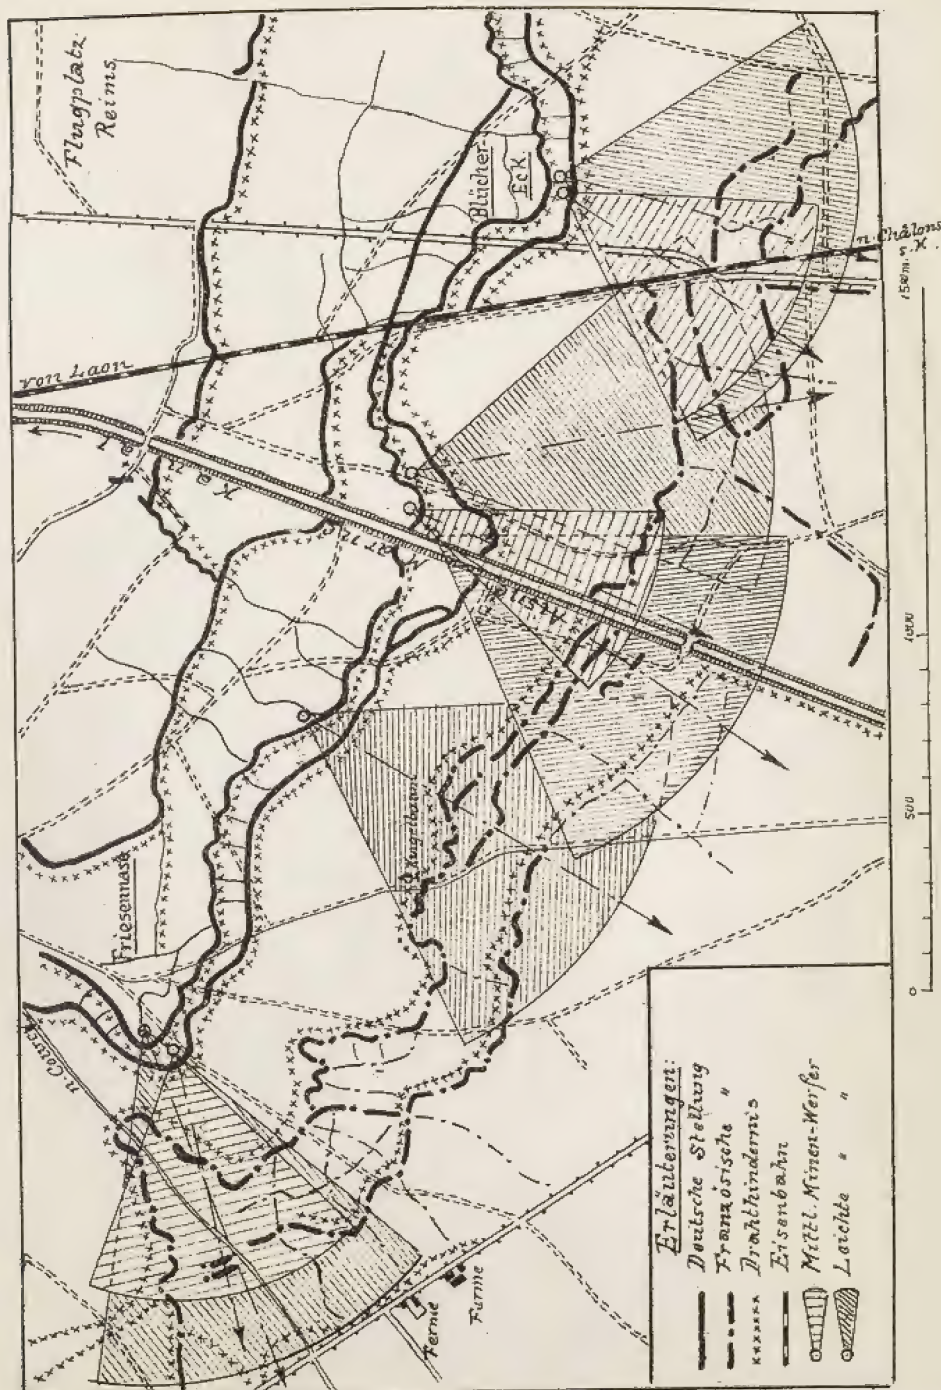 Flugplatz
Reims.
Blücher-
Eck
n. Châlons
von Laon
Friesennase
Kugelbaum
Ferme
Ferme
1500 m.
1000
500
0
Erläuterungen:
Deutsche Stellung
Französische "
Drahthindernis
Eisenbahn
Mittl. Minen-Werfer
Leichte " "